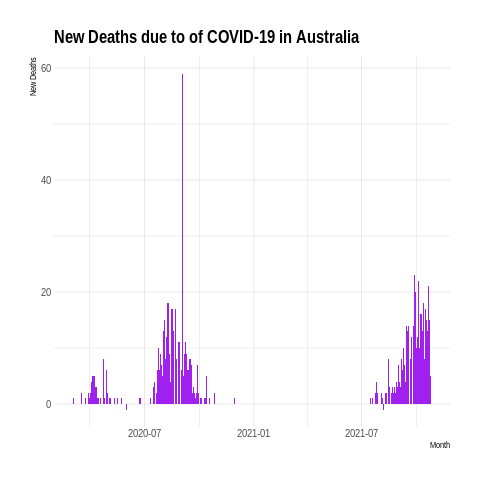 New Deaths due to of COVID-19 in Australia
New Deaths
60
40
20
0
2020-07
2021-01
2021-07
Month